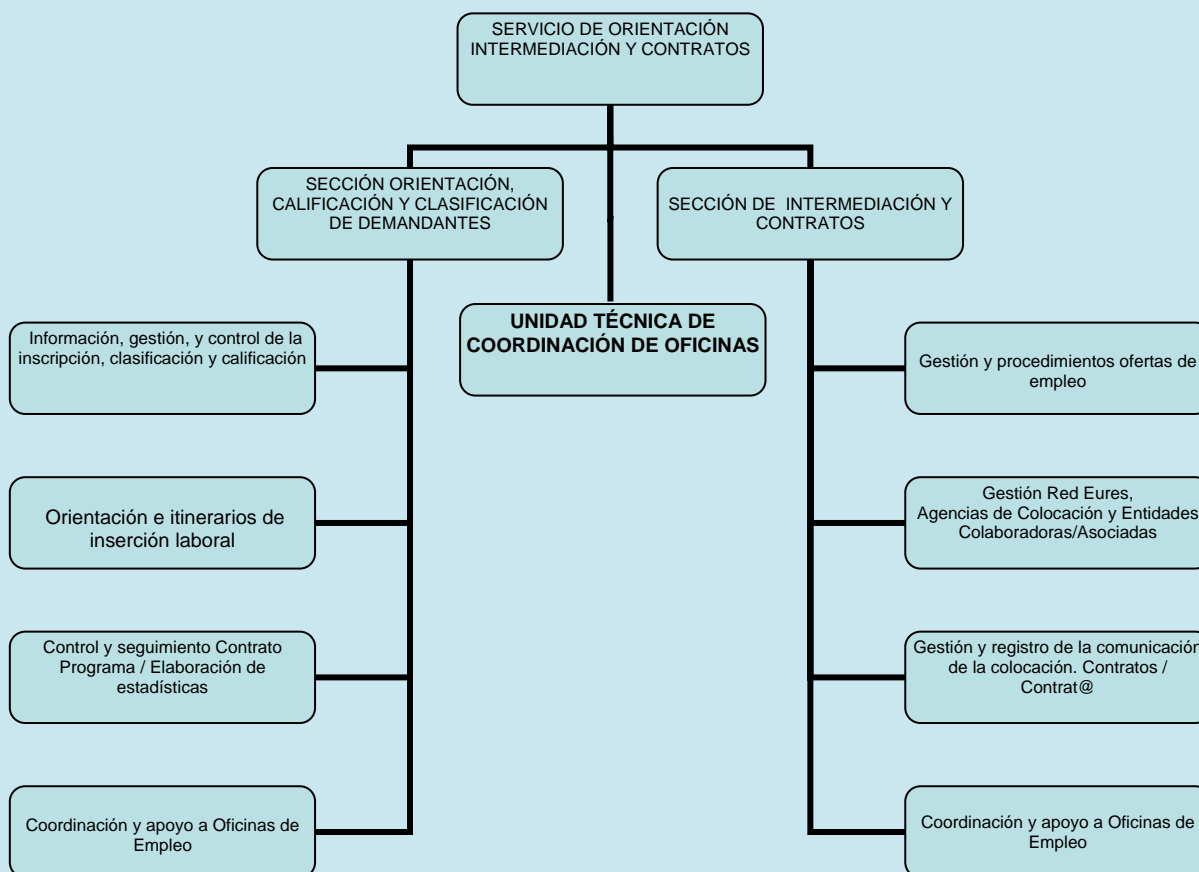 SERVICIO DE ORIENTACIÓN
INTERMEDIACIÓN Y CONTRATOS
SECCIÓN ORIENTACIÓN,
CALIFICACIÓN Y CLASIFICACIÓN
DE DEMANDANTES
SECCIÓN DE INTERMEDIACIÓN Y
CONTRATOS
UNIDAD TÉCNICA DE
COORDINACIÓN DE OFICINAS
Información, gestión, y control de la
inscripción, clasificación y calificación
Orientación e itinerarios de
inserción laboral
Control y seguimiento Contrato
Programa / Elaboración de
estadísticas
Coordinación y apoyo a Oficinas de
Empleo
Gestión y procedimientos ofertas de
empleo
Gestión Red Eures,
Agencias de Colocación y Entidades
Colaboradoras/Asociadas
Gestión y registro de la comunicación
de la colocación. Contratos /
Contrat@
Coordinación y apoyo a Oficinas de
Empleo